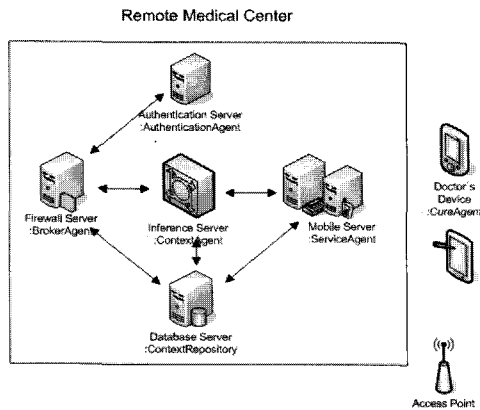 Remote Medical Center
Authentication Server
:AuthenticationAgent
Firewall Server
:BrokerAgent
Inference Server
:ContextAgent
Mobile Server
:ServiceAgent
Doctor's
Device
:CureAgent
Database Server
:ContextRepository
Access Point